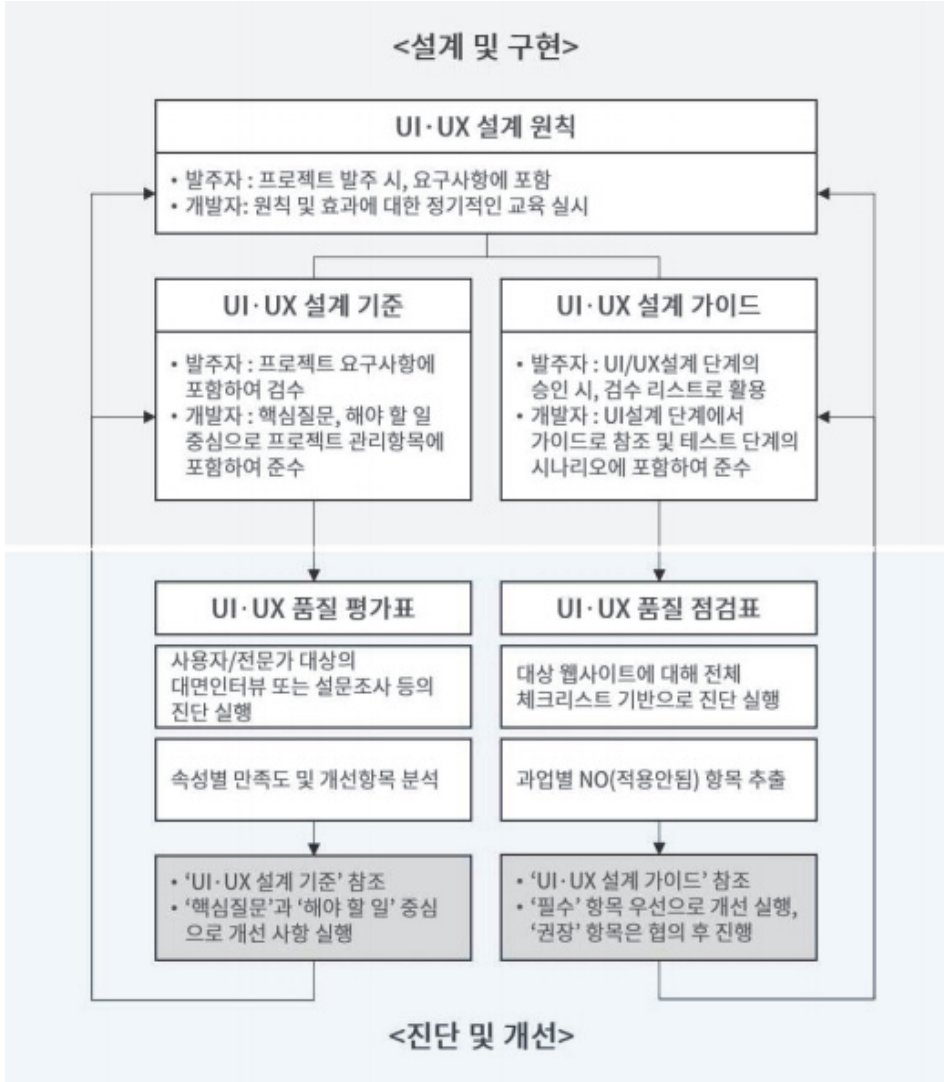 <설계 및 구현>
UI·UX 설계 원칙
• 발주자 : 프로젝트 발주 시, 요구사항에 포함
• 개발자: 원칙 및 효과에 대한 정기적인 교육 실시
UI·UX 설계 기준
• 발주자 : 프로젝트 요구사항에
포함하여 검수
• 개발자 : 핵심질문, 해야 할 일
중심으로 프로젝트 관리항목에
포함하여 준수
UI·UX 설계 가이드
• 발주자 : UI/UX설계 단계의
승인 시, 검수 리스트로 활용
• 개발자 : UI설계 단계에서
가이드로 참조 및 테스트 단계의
시나리오에 포함하여 준수
UI·UX 품질 평가표
사용자/전문가 대상의
대면인터뷰 또는 설문조사 등의
진단 실행
속성별 만족도 및 개선항목 분석
• ‘UI·UX 설계 기준’ 참조
• ‘핵심질문’과 ‘해야 할 일’ 중심
으로 개선 사항 실행
UI·UX 품질 점검표
대상 웹사이트에 대해 전체
체크리스트 기반으로 진단 실행
과업별 NO(적용안됨) 항목 추출
• ‘UI·UX 설계 가이드’ 참조
• ‘필수’ 항목 우선으로 개선 실행,
‘권장’ 항목은 협의 후 진행
<진단 및 개선>